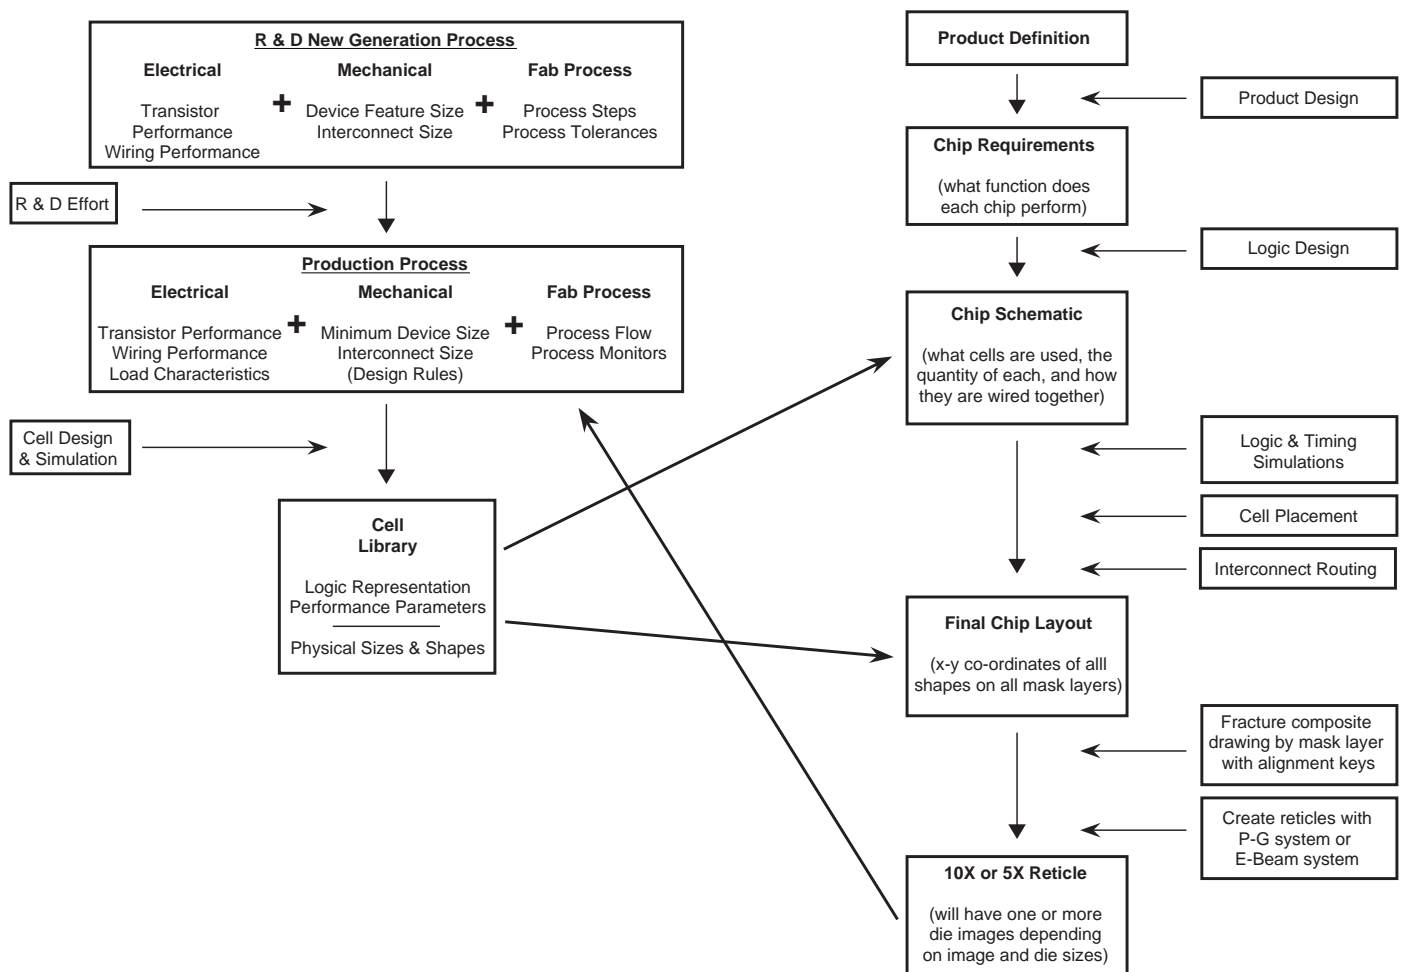 R & D New Generation Process
Electrical
Mechanical
Fab Process
Transistor
Performance
Wiring Performance
+
Device Feature Size
Interconnect Size
+
Process Steps
Process Tolerances
R & D Effort
Production Process
Electrical
Mechanical
Fab Process
Transistor Performance
Wiring Performance
Load Characteristics
+
Minimum Device Size
Interconnect Size
(Design Rules)
+
Process Flow
Process Monitors
Cell Design
& Simulation
Cell
Library
Logic Representation
Performance Parameters
Physical Sizes & Shapes
Product Definition
Product Design
Chip Requirements
(what function does
each chip perform)
Logic Design
Chip Schematic
(what cells are used, the
quantity of each, and how
they are wired together)
Logic & Timing
Simulations
Cell Placement
Interconnect Routing
Final Chip Layout
(x-y co-ordinates of alll
shapes on all mask layers)
Fracture composite
drawing by mask layer
with alignment keys
Create reticles with
P-G system or
E-Beam system
10X or 5X Reticle
(will have one or more
die images depending
on image and die sizes)